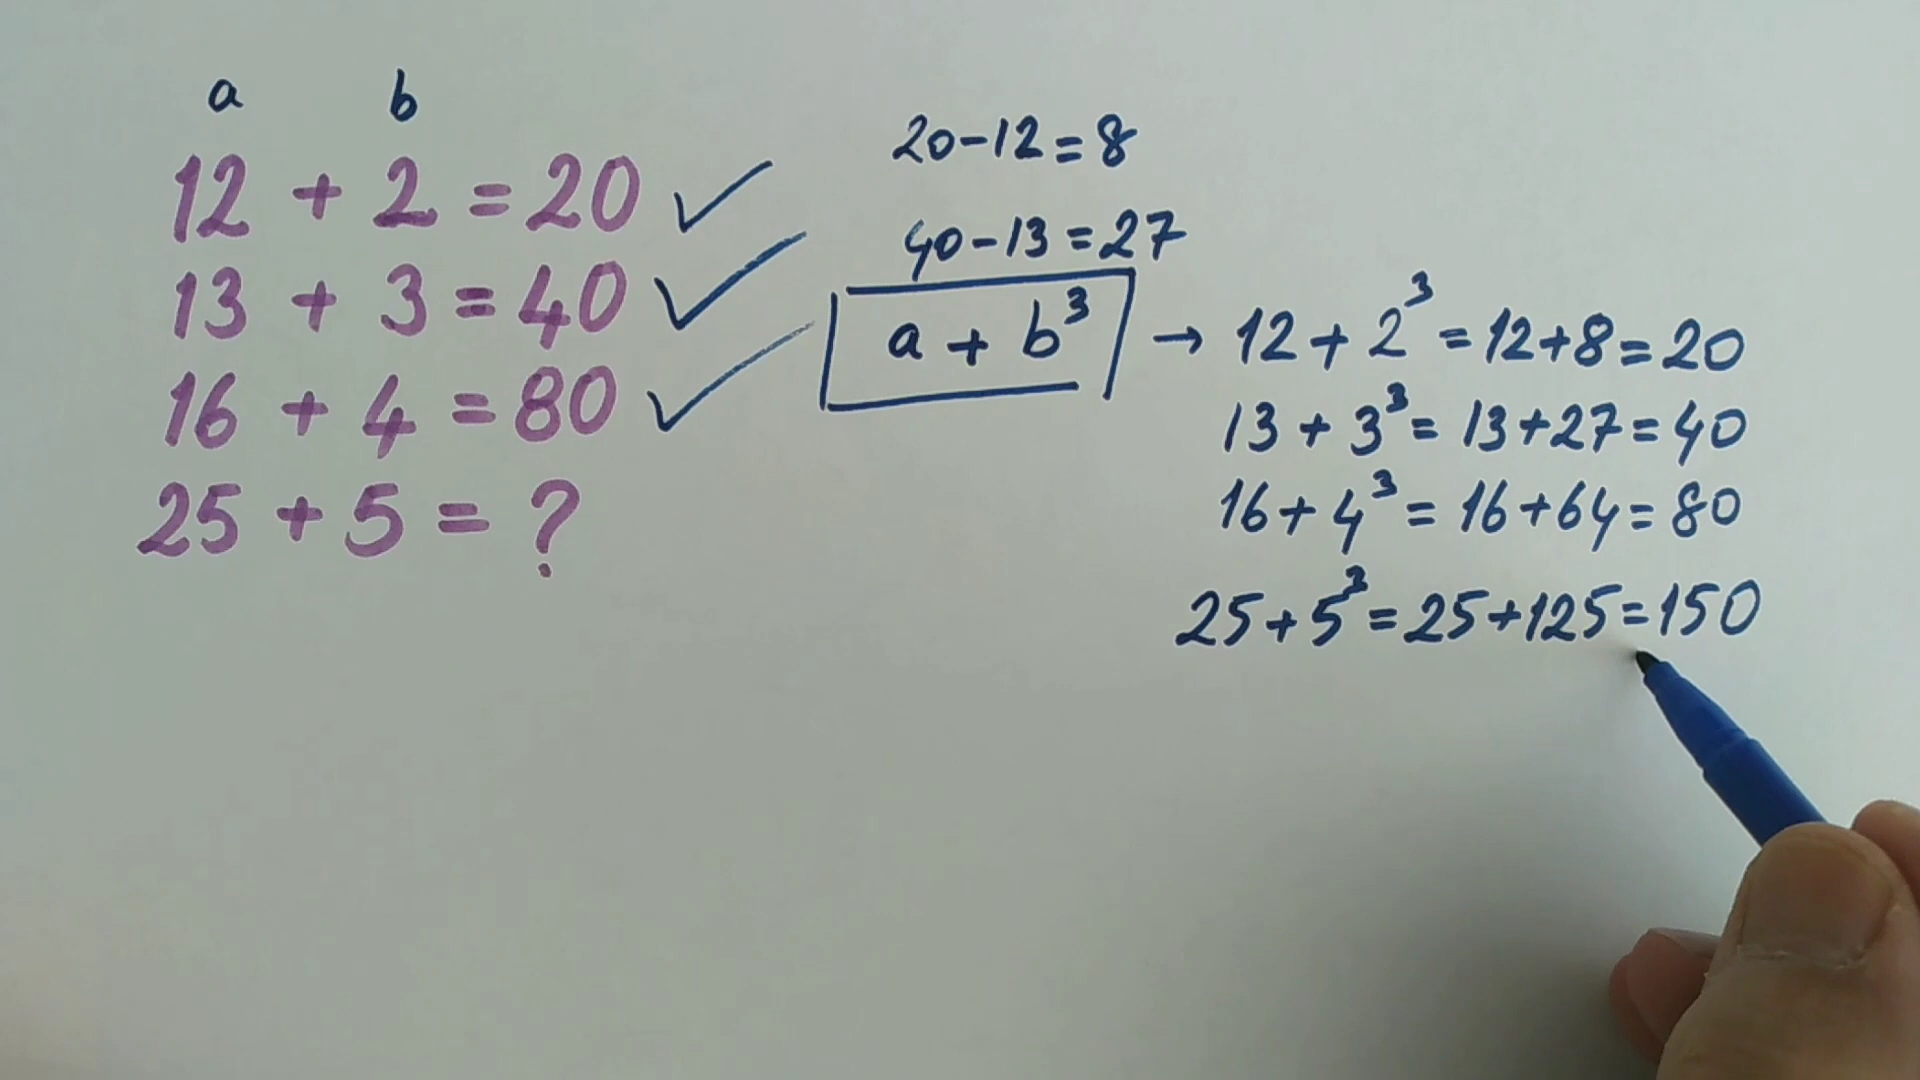 a b
12 + 2 = 20 ✓
13 + 3 = 40 ✓
16 + 4 = 80 ✓
25 + 5 = ?
20-12=8
40-13=27
a + b³ → 12 + 2³ = 12+8=20
13 + 3³ = 13+27=40
16+4³ = 16+64=80
25+5³=25+125=150